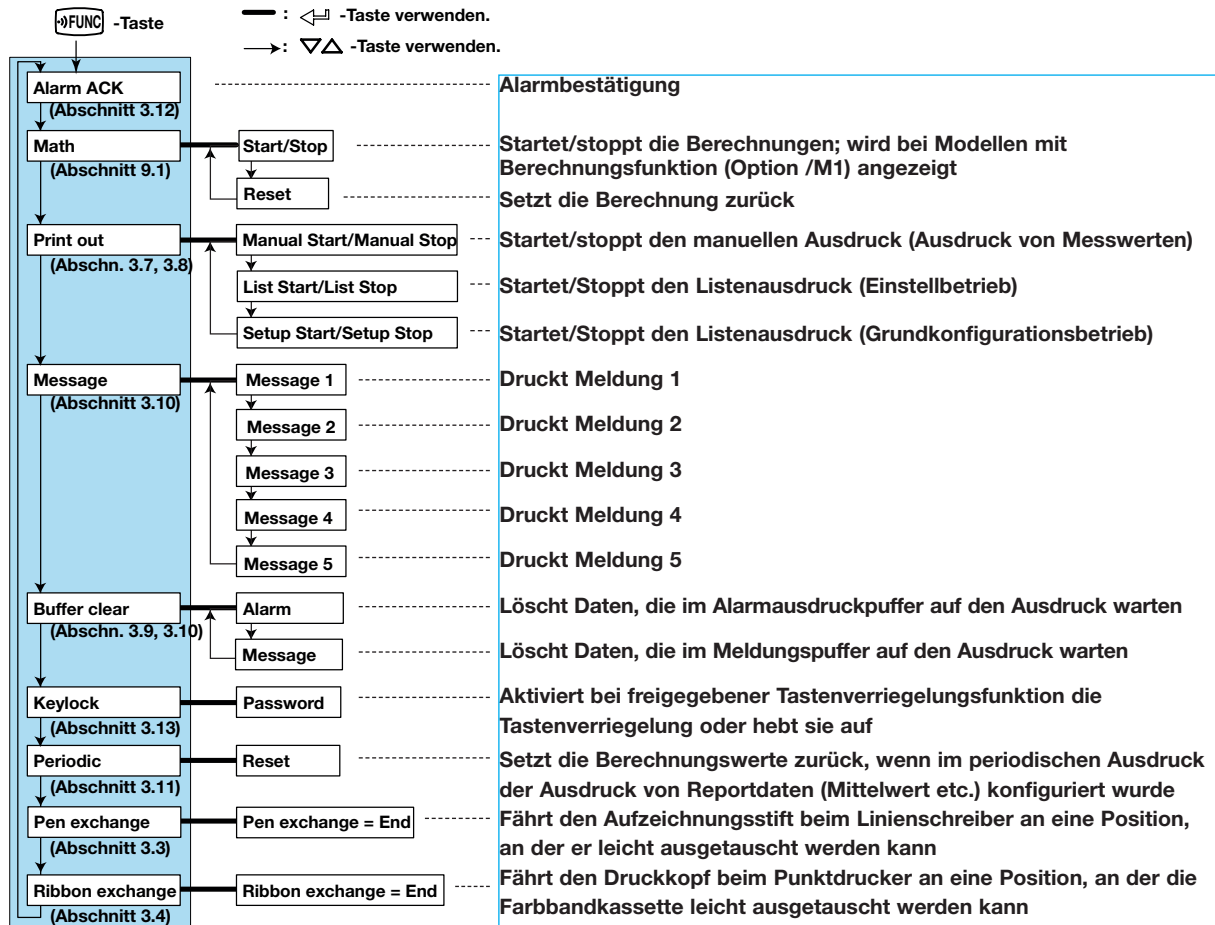 FUNC -Taste
: -Taste verwenden.
: -Taste verwenden.
Alarm ACK
(Abschnitt 3.12)
Alarmbestätigung
Math
(Abschnitt 9.1)
Start/Stop
Startet/stoppt die Berechnungen; wird bei Modellen mit
Berechnungsfunktion (Option /M1) angezeigt
Reset
Setzt die Berechnung zurück
Print out
(Abschn. 3.7, 3.8)
Manual Start/Manual Stop
Startet/stoppt den manuellen Ausdruck (Ausdruck von Messwerten)
List Start/List Stop
Startet/Stoppt den Listenausdruck (Einstellbetrieb)
Setup Start/Setup Stop
Startet/Stoppt den Listenausdruck (Grundkonfigurationsbetrieb)
Message
(Abschnitt 3.10)
Message 1
Druckt Meldung 1
Message 2
Druckt Meldung 2
Message 3
Druckt Meldung 3
Message 4
Druckt Meldung 4
Message 5
Druckt Meldung 5
Buffer clear
(Abschn. 3.9, 3.10)
Alarm
Löscht Daten, die im Alarmausdruckpuffer auf den Ausdruck warten
Message
Löscht Daten, die im Meldungspuffer auf den Ausdruck warten
Keylock
(Abschnitt 3.13)
Password
Aktiviert bei freigegebener Tastenverriegelungsfunktion die
Tastenverriegelung oder hebt sie auf
Periodic
(Abschnitt 3.11)
Reset
Setzt die Berechnungswerte zurück, wenn im periodischen Ausdruck
der Ausdruck von Reportdaten (Mittelwert etc.) konfiguriert wurde
Pen exchange
(Abschnitt 3.3)
Pen exchange = End
Fährt den Aufzeichnungsstift beim Linienschreiber an eine Position,
an der er leicht ausgetauscht werden kann
Ribbon exchange
(Abschnitt 3.4)
Ribbon exchange = End
Fährt den Druckkopf beim Punktdrucker an eine Position, an der die
Farbbandkassette leicht ausgetauscht werden kann